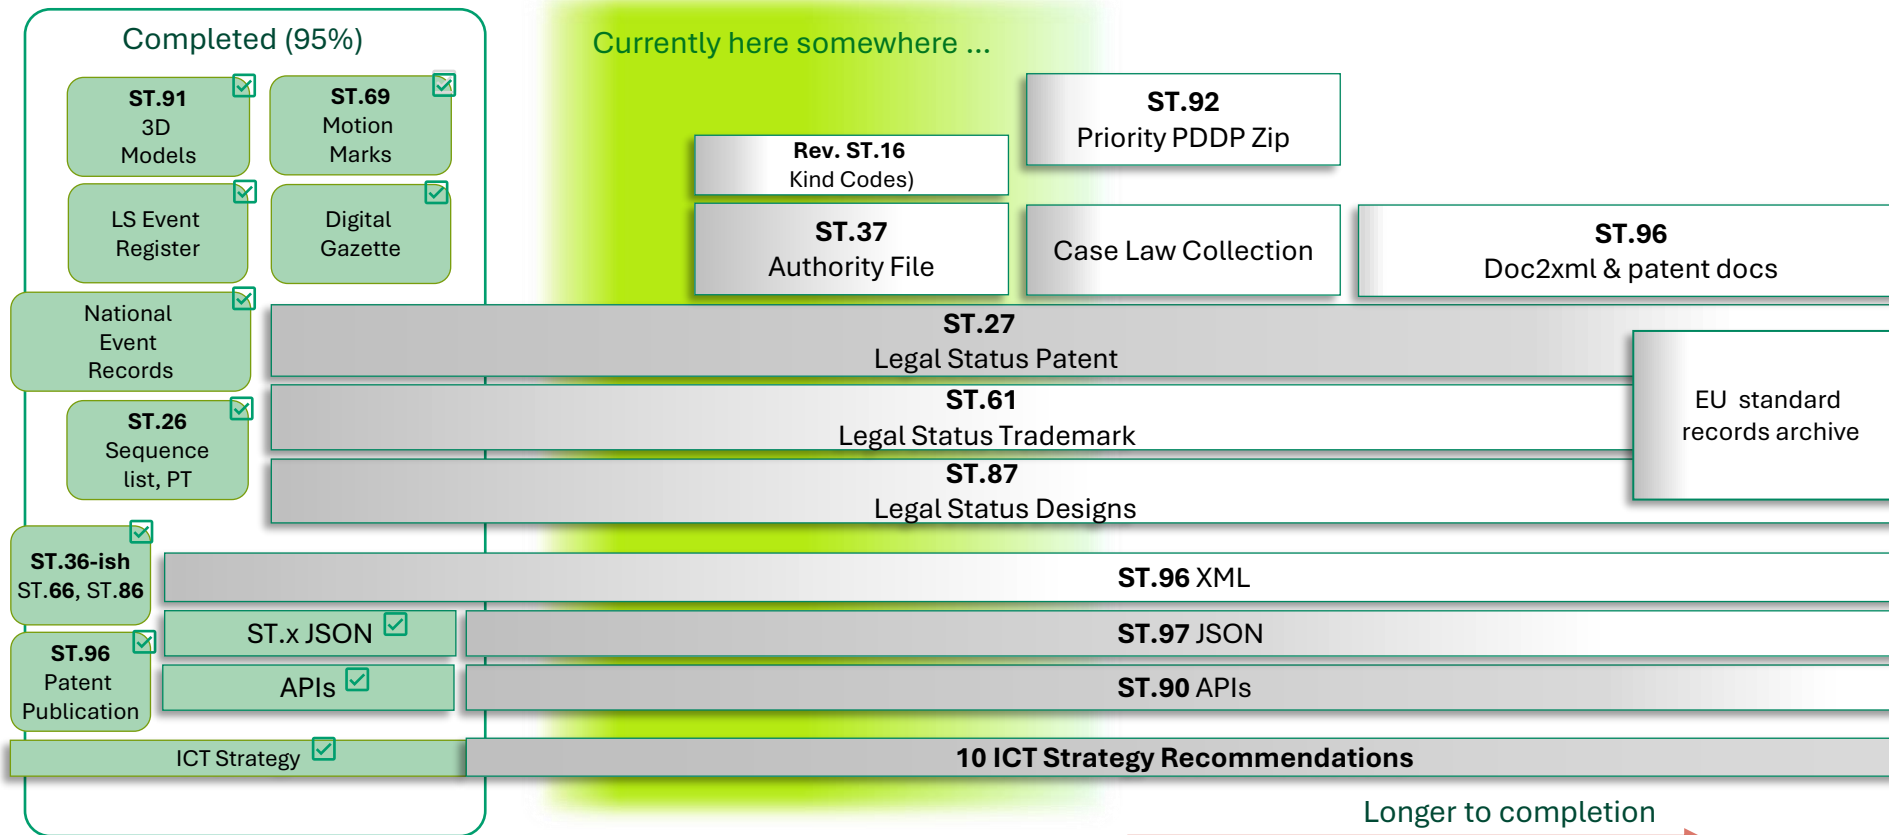 Completed (95%)
Currently here somewhere ...
ST.91
3D
Models
ST.69
Motion
Marks
ST.92
Priority PDDP Zip
Rev. ST.16
Kind Codes)
LS Event
Register
Digital
Gazette
ST.37
Authority File
Case Law Collection
ST.96
Doc2xml & patent docs
National
Event
Records
ST.27
Legal Status Patent
ST.61
Legal Status Trademark
EU standard
records archive
ST.26
Sequence
list, PT
ST.87
Legal Status Designs
ST.36-ish
ST.66, ST.86
ST.96 XML
ST.x JSON
ST.97 JSON
ST.96
Patent
Publication
APIs
ST.90 APIs
ICT Strategy
10 ICT Strategy Recommendations
Longer to completion